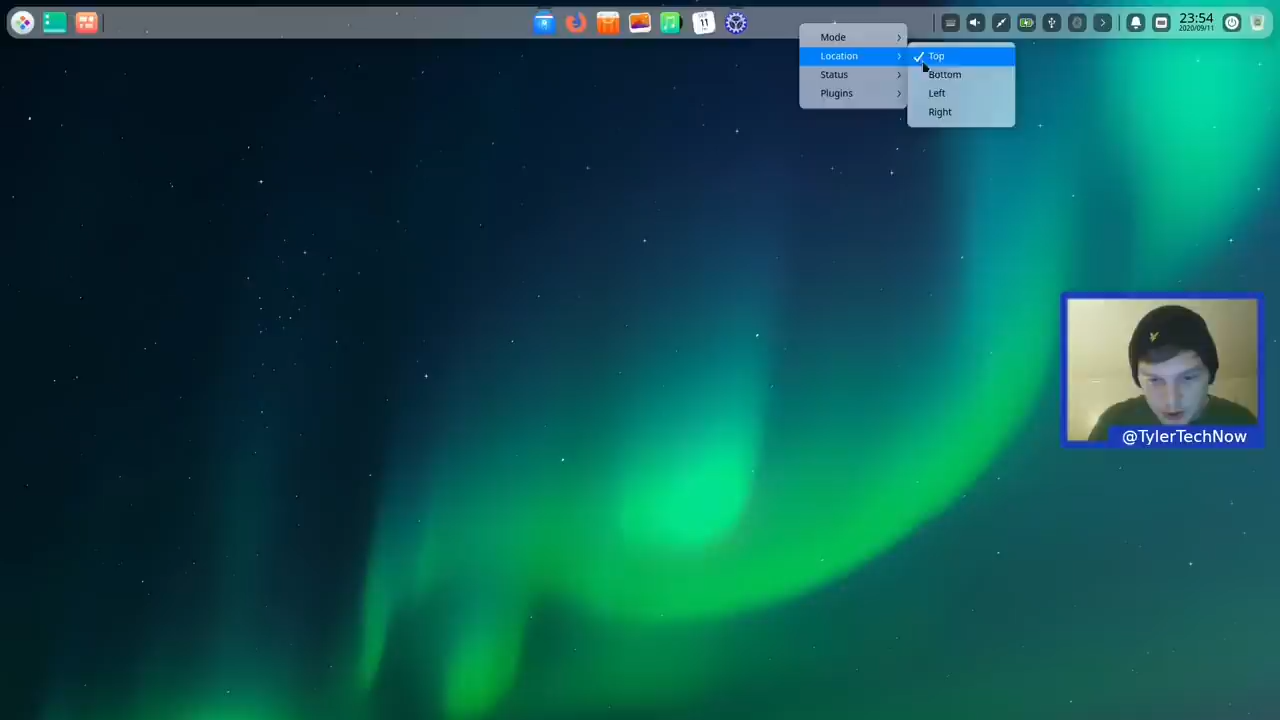 11
23:54
2020/09/11
Mode
Location
Status
Plugins
Top
Bottom
Left
Right
@TylerTechNow